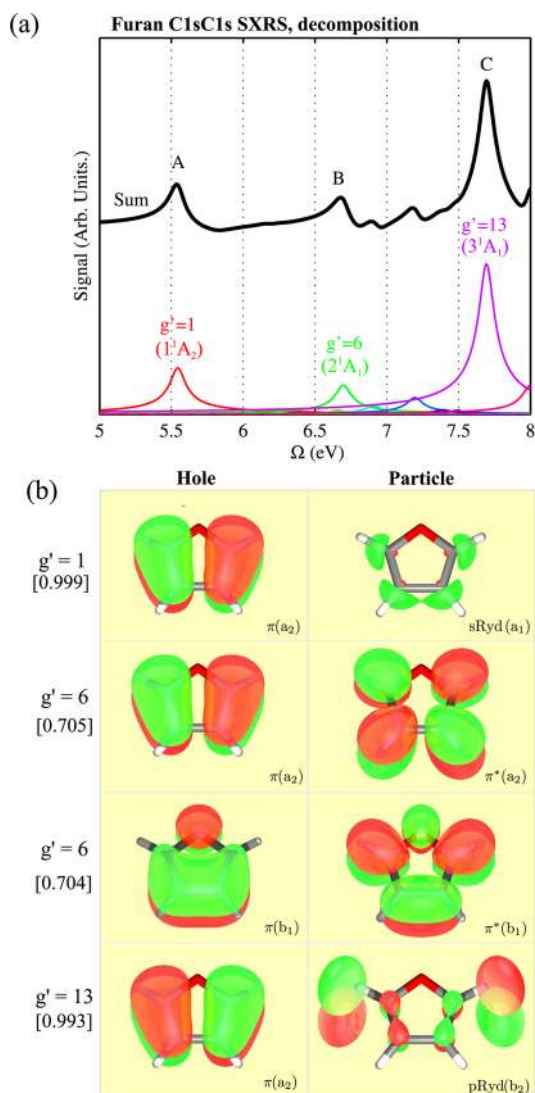 (a)
Furan C1sC1s SXRS, decomposition
Signal (Arb. Units.)
A
B
C
Sum
g'=13
(3¹A₁)
g'=1
(1¹A₂)
g'=6
(2¹A₁)
5 5.5 6 6.5 7 7.5 8
Ω (eV)
(b)
Hole Particle
g' = 1
[0.999]
π(a₂) sRyd(a₁)
g' = 6
[0.705]
π(a₂) π*(a₂)
g' = 6
[0.704]
π(b₁) π*(b₁)
g' = 13
[0.993]
π(a₂) pRyd(b₂)